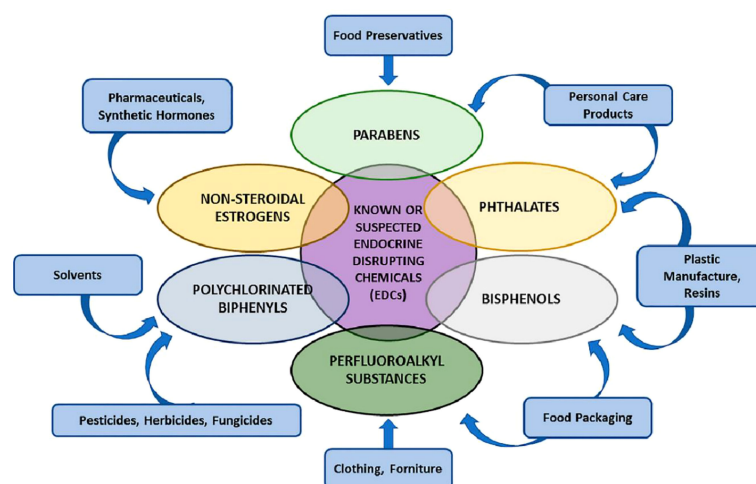 Food Preservatives
Pharmaceuticals,
Synthetic Hormones
Personal Care
Products
PARABENS
NON-STEROIDAL
ESTROGENS
PHTHALATES
KNOWN OR
SUSPECTED
ENDOCRINE
DISRUPTING
CHEMICALS
(EDCs)
Solvents
Plastic
Manufacture,
Resins
POLYCHLORINATED
BIPHENYLS
BISPHENOLS
PERFLUOROALKYL
SUBSTANCES
Pesticides, Herbicides, Fungicides
Food Packaging
Clothing, Forniture